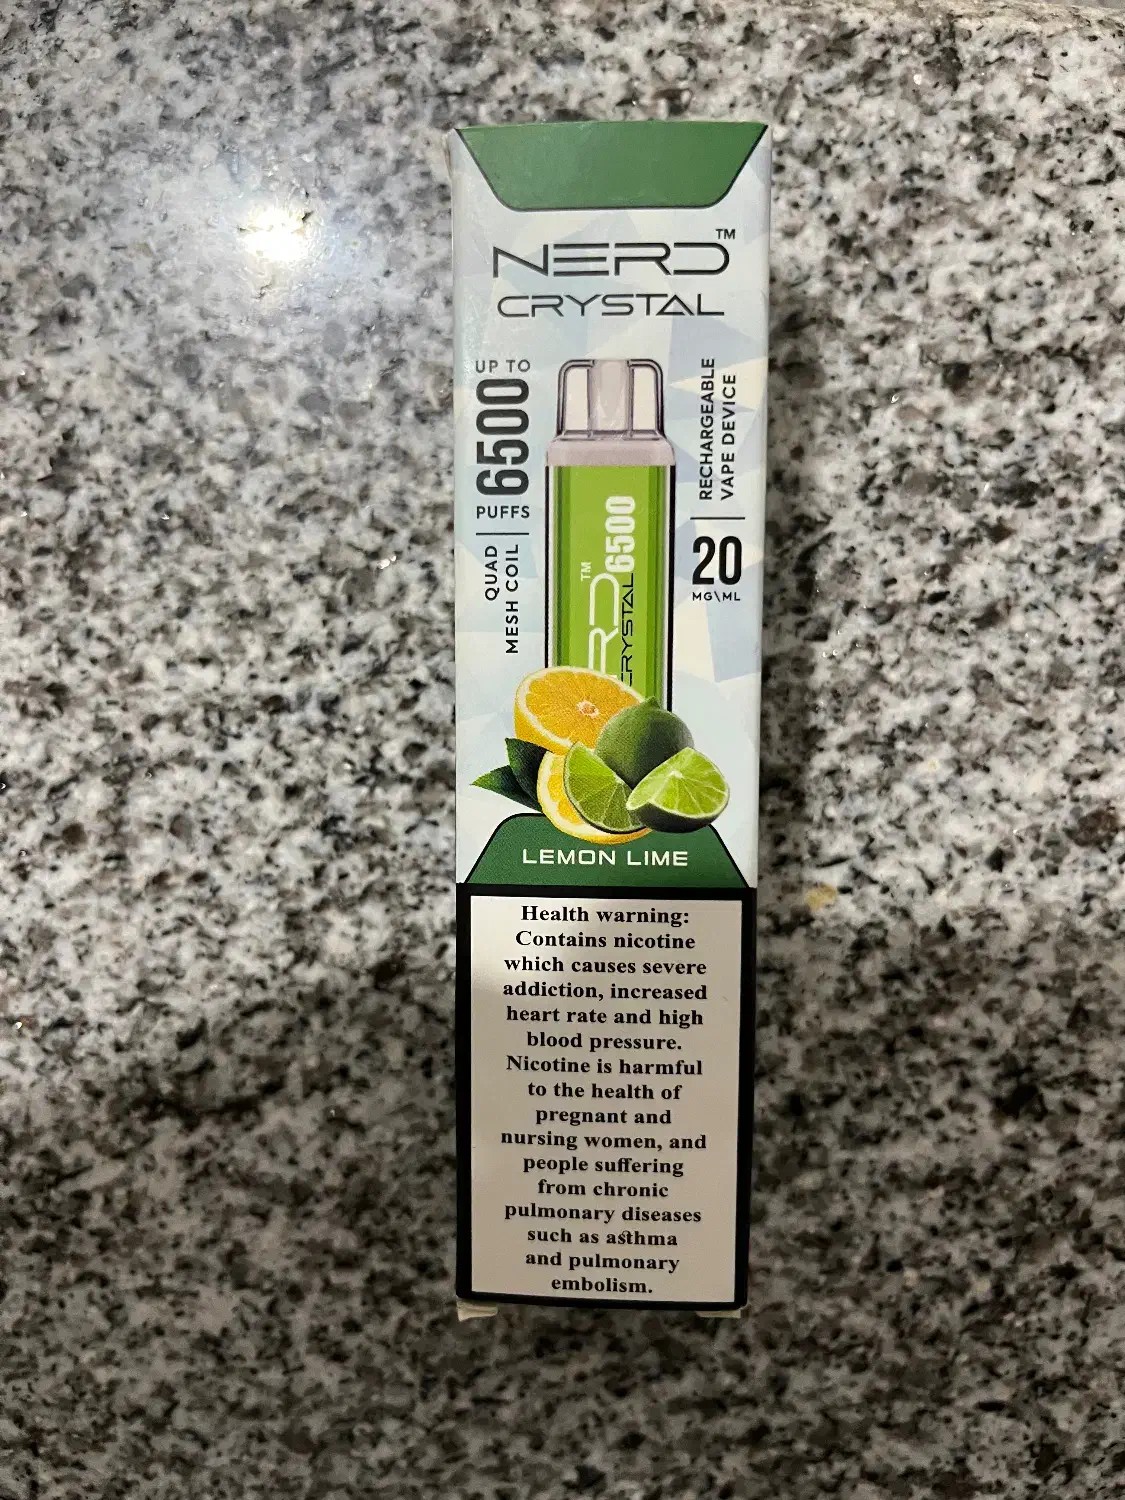 NERD™
CRYSTAL
UP TO
6500
PUFFS
QUAD
MESH COIL
RECHARGEABLE
VAPE DEVICE
20
MG\ML
RD™
CRYSTAL 6500
LEMON LIME
Health warning:
Contains nicotine
which causes severe
addiction, increased
heart rate and high
blood pressure.
Nicotine is harmful
to the health of
pregnant and
nursing women, and
people suffering
from chronic
pulmonary diseases
such as asthma
and pulmonary
embolism.